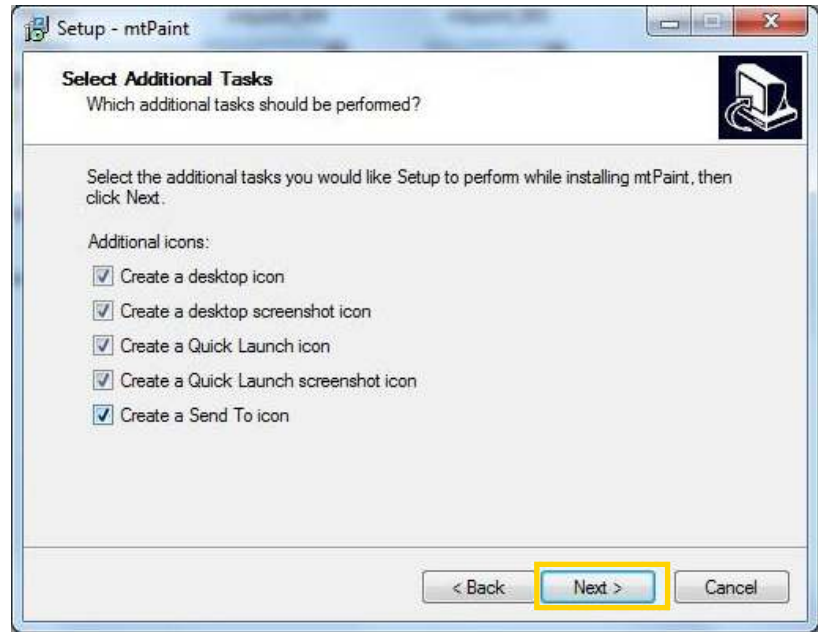 Setup - mtPaint
Select Additional Tasks
Which additional tasks should be performed?
Select the additional tasks you would like Setup to perform while installing mtPaint, then
click Next.
Additional icons:
Create a desktop icon
Create a desktop screenshot icon
Create a Quick Launch icon
Create a Quick Launch screenshot icon
Create a Send To icon
< Back
Next >
Cancel